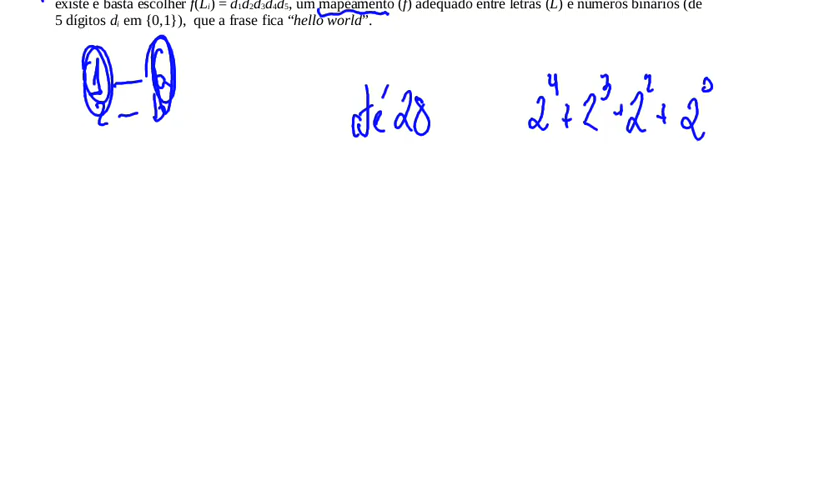 existe e basta escolher f(Lᵢ) = d₁d₂d₃d₄d₅, um mapeamento (f) adequado entre letras (L) e números binários (de
5 dígitos dᵢ em {0,1}), que a frase fica “hello world”.
até 28 2⁴ + 2³ + 2² + 2⁰
2 – b